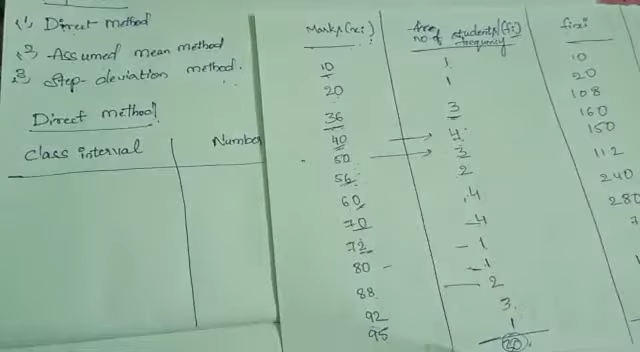 (1) Direct method
(2) Assumed mean method
(3) Step-deviation method.
Direct method
Class interval Number
Marks (xi) no of students (fi) frequency fixi
10 1 10
20 1 20
36 3 108
40 4 160
50 3 150
56 2 112
60 4 240
70 4 280
72 1 7
80 1
88 2
92 3
95 1